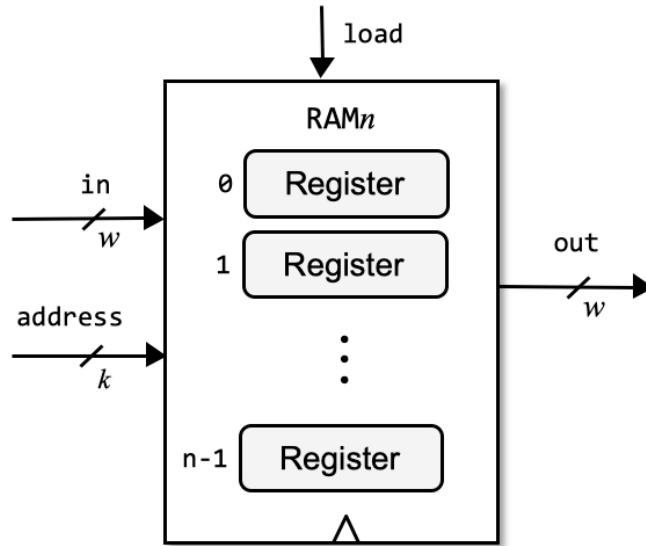 load
RAMn
in
0 Register
w
1 Register
out
w
address
k
n-1 Register